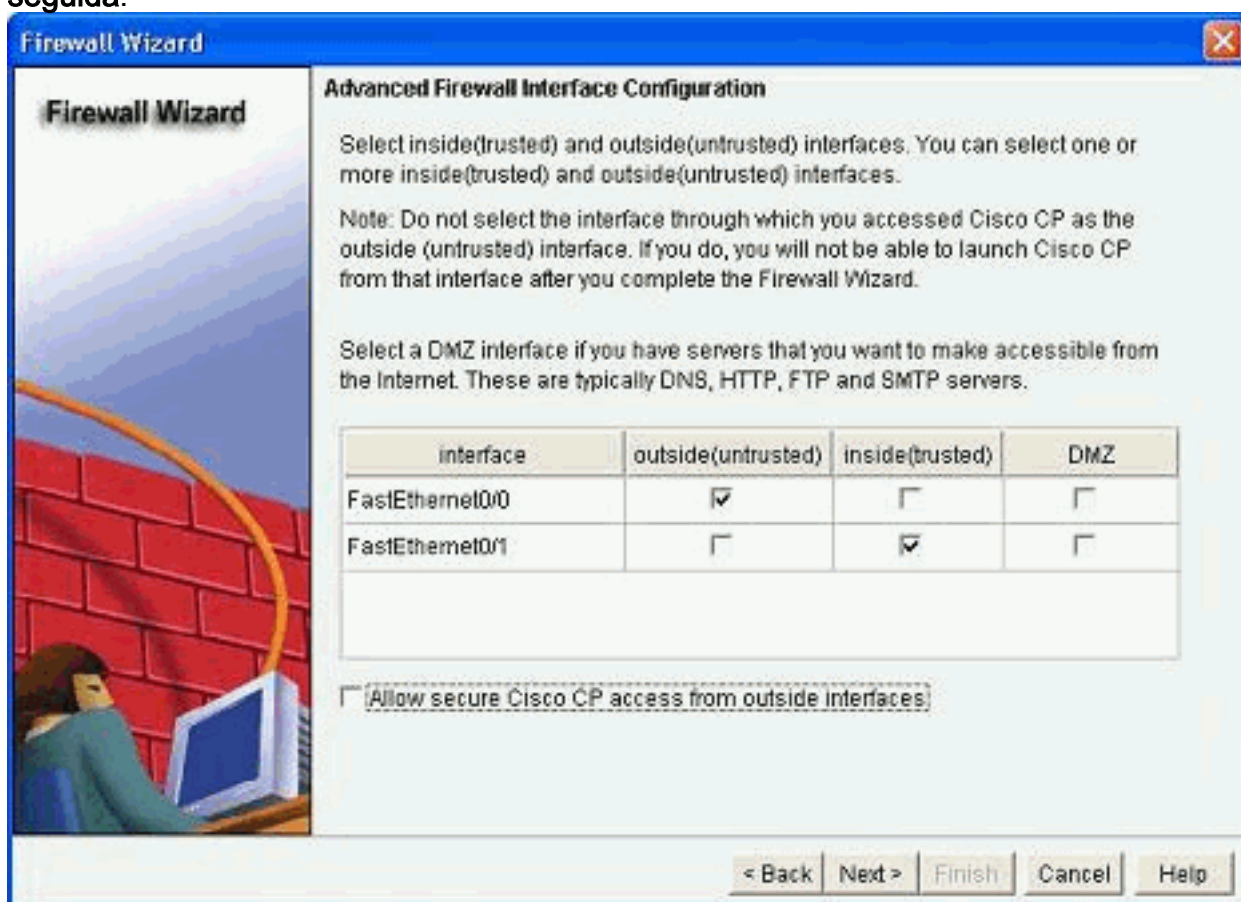 seguida.
Firewall Wizard
Firewall Wizard
Advanced Firewall Interface Configuration
Select inside(trusted) and outside(untrusted) interfaces. You can select one or
more inside(trusted) and outside(untrusted) interfaces.
Note: Do not select the interface through which you accessed Cisco CP as the
outside (untrusted) interface. If you do, you will not be able to launch Cisco CP
from that interface after you complete the Firewall Wizard.
Select a DMZ interface if you have servers that you want to make accessible from
the Internet. These are typically DNS, HTTP, FTP and SMTP servers.
interface outside(untrusted) inside(trusted) DMZ
FastEthernet0/0
FastEthernet0/1
Allow secure Cisco CP access from outside interfaces
< Back Next > Finish Cancel Help